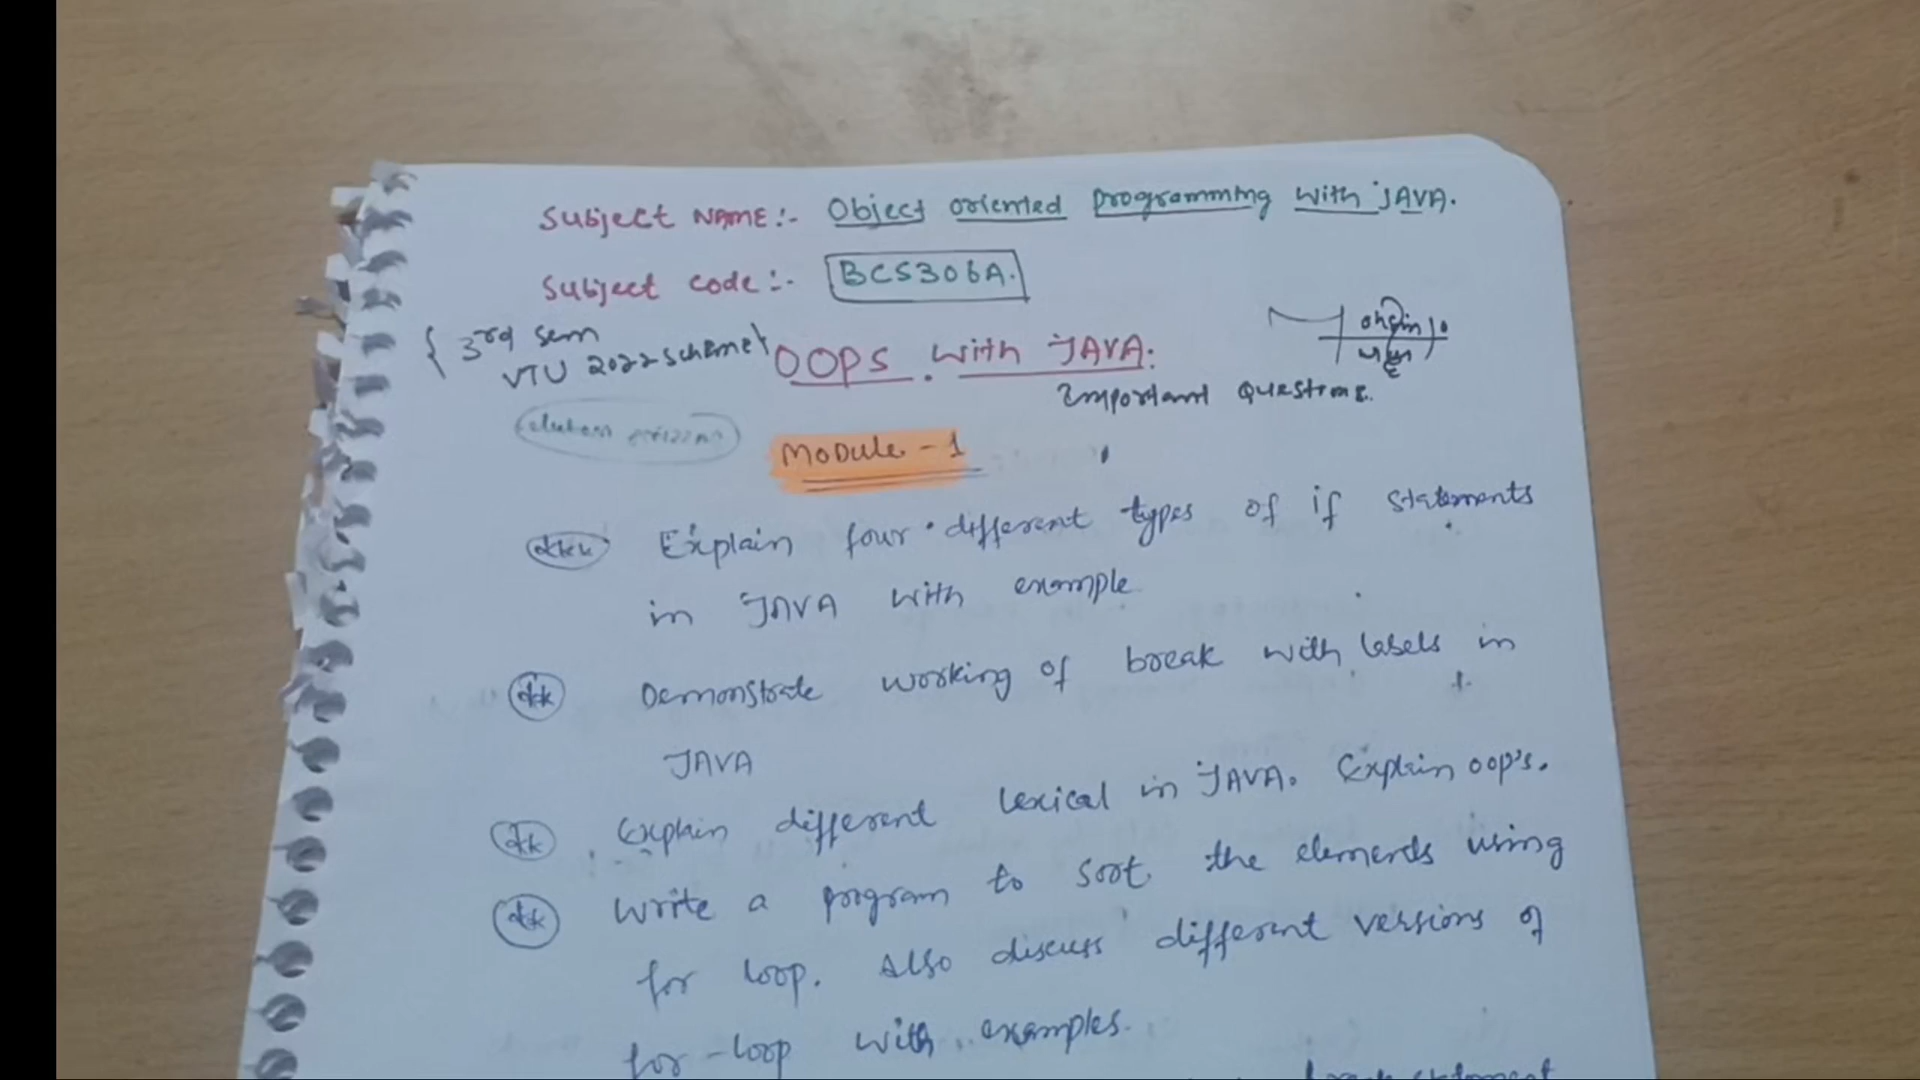 Subject NAME:- Object oriented programming with JAVA.
Subject code:- BCS306A.
{ 3rd sem
VTU 2022 scheme}
OOPS with JAVA.
Important Questions.
Module - 1
Explain four different types of if statements
in JAVA with example
Demonstrate working of break with labels in
JAVA
Explain different lexical in JAVA. Explain oop's.
Write a program to sort the elements using
for loop. Also discuss different versions of
for-loop with examples.